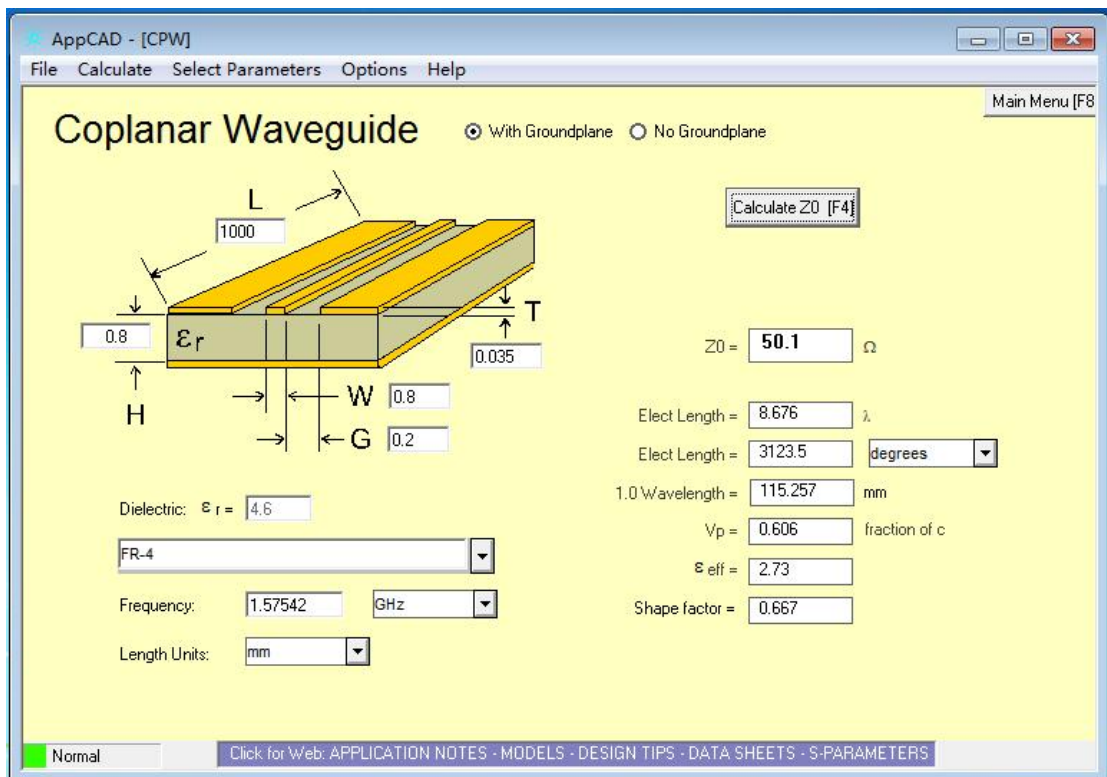 AppCAD - [CPW]
File Calculate Select Parameters Options Help
Main Menu [F8
Coplanar Waveguide
With Groundplane No Groundplane
L
1000
Calculate Z0 [F4]
T
0.8
εr
0.035
Z0 = 50.1 Ω
H
W 0.8
G 0.2
Elect Length = 8.676 λ
Elect Length = 3123.5 degrees
1.0 Wavelength = 115.257 mm
Dielectric: ε r = 4.6
Vp = 0.606 fraction of c
FR-4
ε eff = 2.73
Frequency: 1.57542 GHz
Shape factor = 0.667
Length Units: mm
Normal
Click for Web: APPLICATION NOTES - MODELS - DESIGN TIPS - DATA SHEETS - S-PARAMETERS